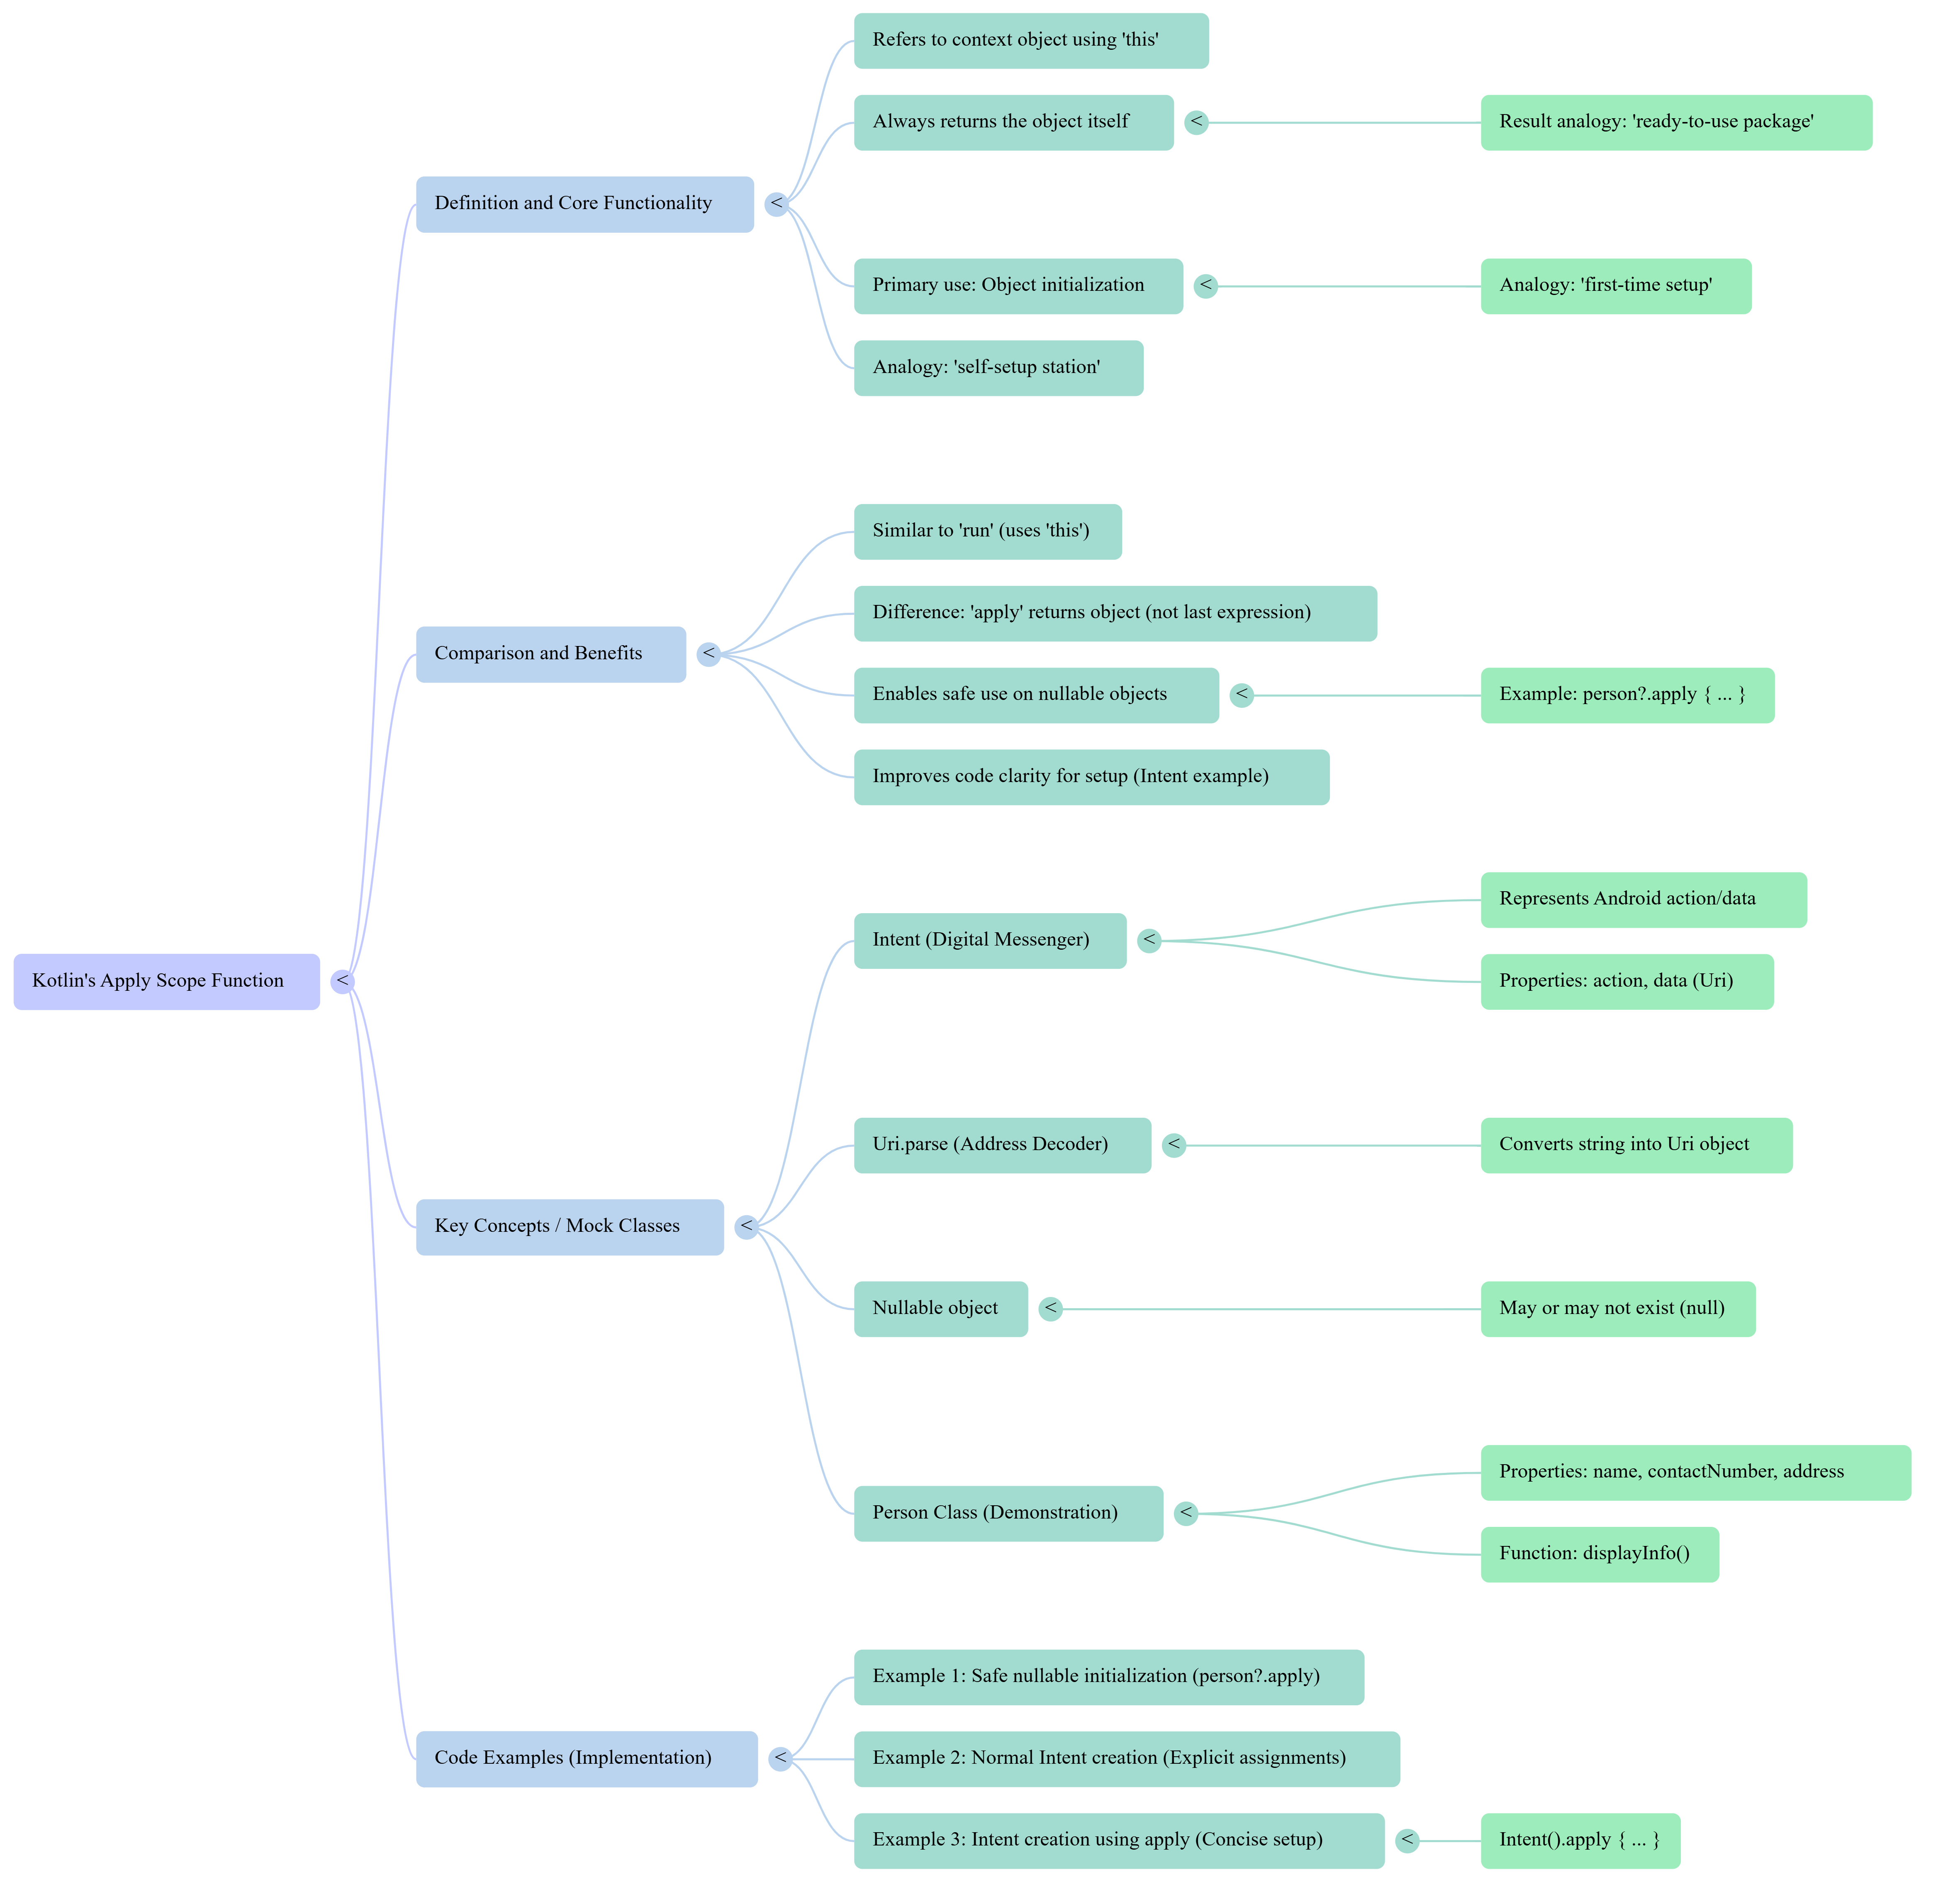 Kotlin's Apply Scope Function
<
Definition and Core Functionality
<
Refers to context object using 'this'
Always returns the object itself
<
Result analogy: 'ready-to-use package'
Primary use: Object initialization
<
Analogy: 'first-time setup'
Analogy: 'self-setup station'
Comparison and Benefits
<
Similar to 'run' (uses 'this')
Difference: 'apply' returns object (not last expression)
Enables safe use on nullable objects
<
Example: person?.apply { ... }
Improves code clarity for setup (Intent example)
Key Concepts / Mock Classes
<
Intent (Digital Messenger)
<
Represents Android action/data
Properties: action, data (Uri)
Uri.parse (Address Decoder)
<
Converts string into Uri object
Nullable object
<
May or may not exist (null)
Person Class (Demonstration)
<
Properties: name, contactNumber, address
Function: displayInfo()
Code Examples (Implementation)
<
Example 1: Safe nullable initialization (person?.apply)
Example 2: Normal Intent creation (Explicit assignments)
Example 3: Intent creation using apply (Concise setup)
<
Intent().apply { ... }